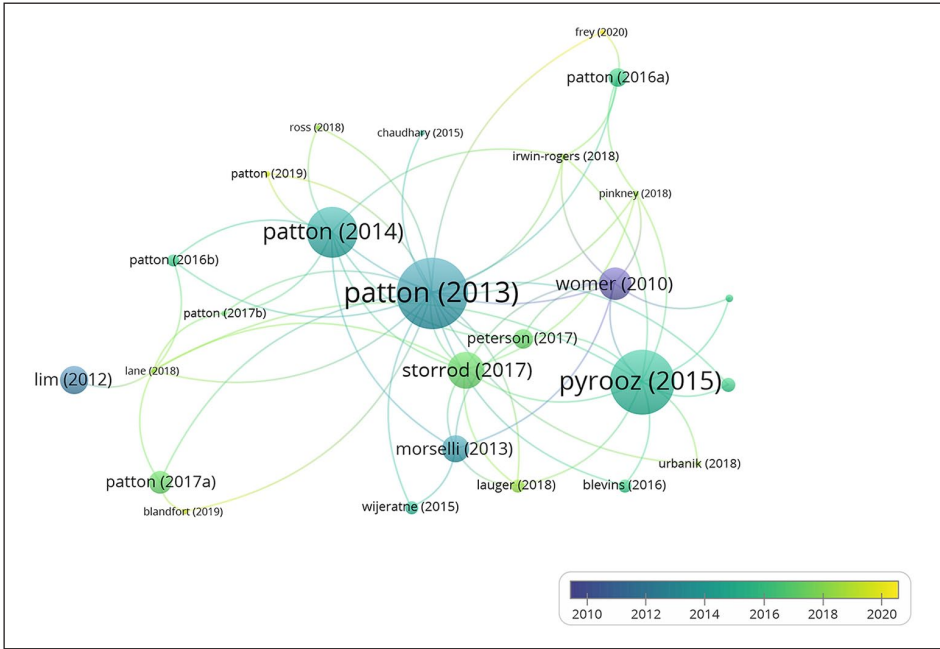 frey (2020)
patton (2016a)
ross (2018)
chaudhary (2015)
irwin-rogers (2018)
patton (2019)
pinkney (2018)
patton (2014)
patton (2016b)
womer (2010)
patton (2013)
patton (2017b)
peterson (2017)
lane (2018)
storrod (2017)
lim (2012)
pyrooz (2015)
morselli (2013)
urbanik (2018)
patton (2017a)
lauger (2018)
blevins (2016)
wijeratne (2015)
blandfort (2019)
2010 2012 2014 2016 2018 2020